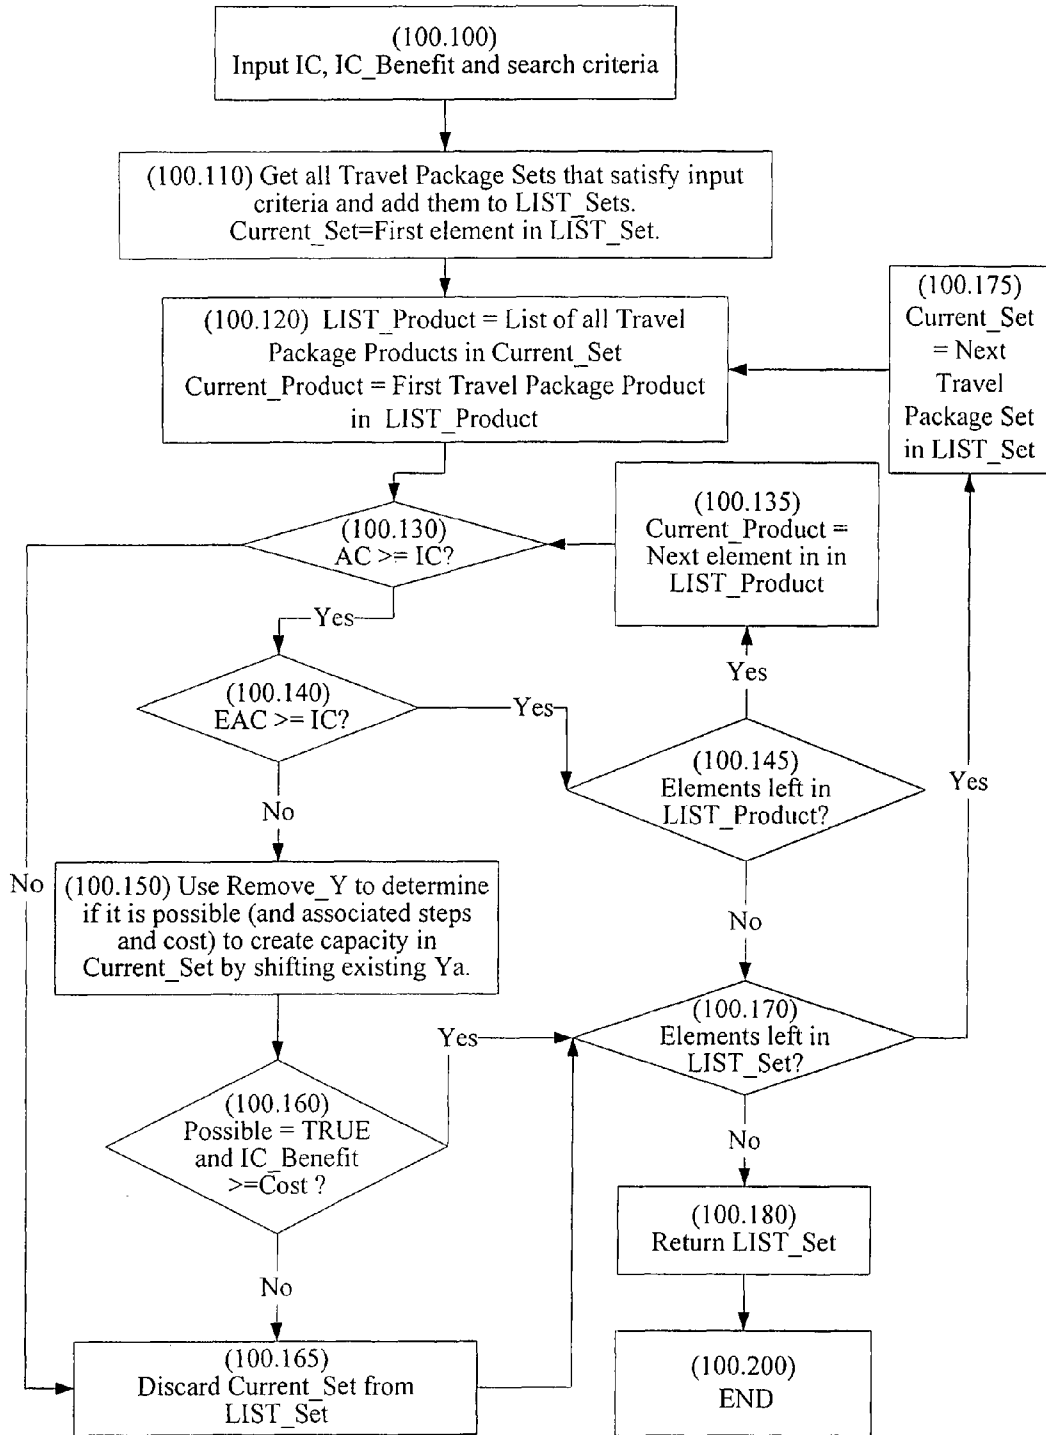 (100.100)
Input IC, IC_Benefit and search criteria
(100.110) Get all Travel Package Sets that satisfy input
criteria and add them to LIST_Sets.
Current_Set=First element in LIST_Set.
(100.120) LIST_Product = List of all Travel
Package Products in Current_Set
Current_Product = First Travel Package Product
in LIST_Product
(100.175)
Current_Set
= Next
Travel
Package Set
in LIST_Set
(100.130)
AC >= IC?
(100.135)
Current_Product =
Next element in in
LIST_Product
Yes
Yes
(100.140)
EAC >= IC?
Yes
(100.145)
Elements left in
LIST_Product?
Yes
No
No
(100.150) Use Remove_Y to determine
if it is possible (and associated steps
and cost) to create capacity in
Current_Set by shifting existing Ya.
No
(100.170)
Elements left in
LIST_Set?
Yes
(100.160)
Possible = TRUE
and IC_Benefit
>=Cost ?
No
(100.180)
Return LIST_Set
No
(100.165)
Discard Current_Set from
LIST_Set
(100.200)
END